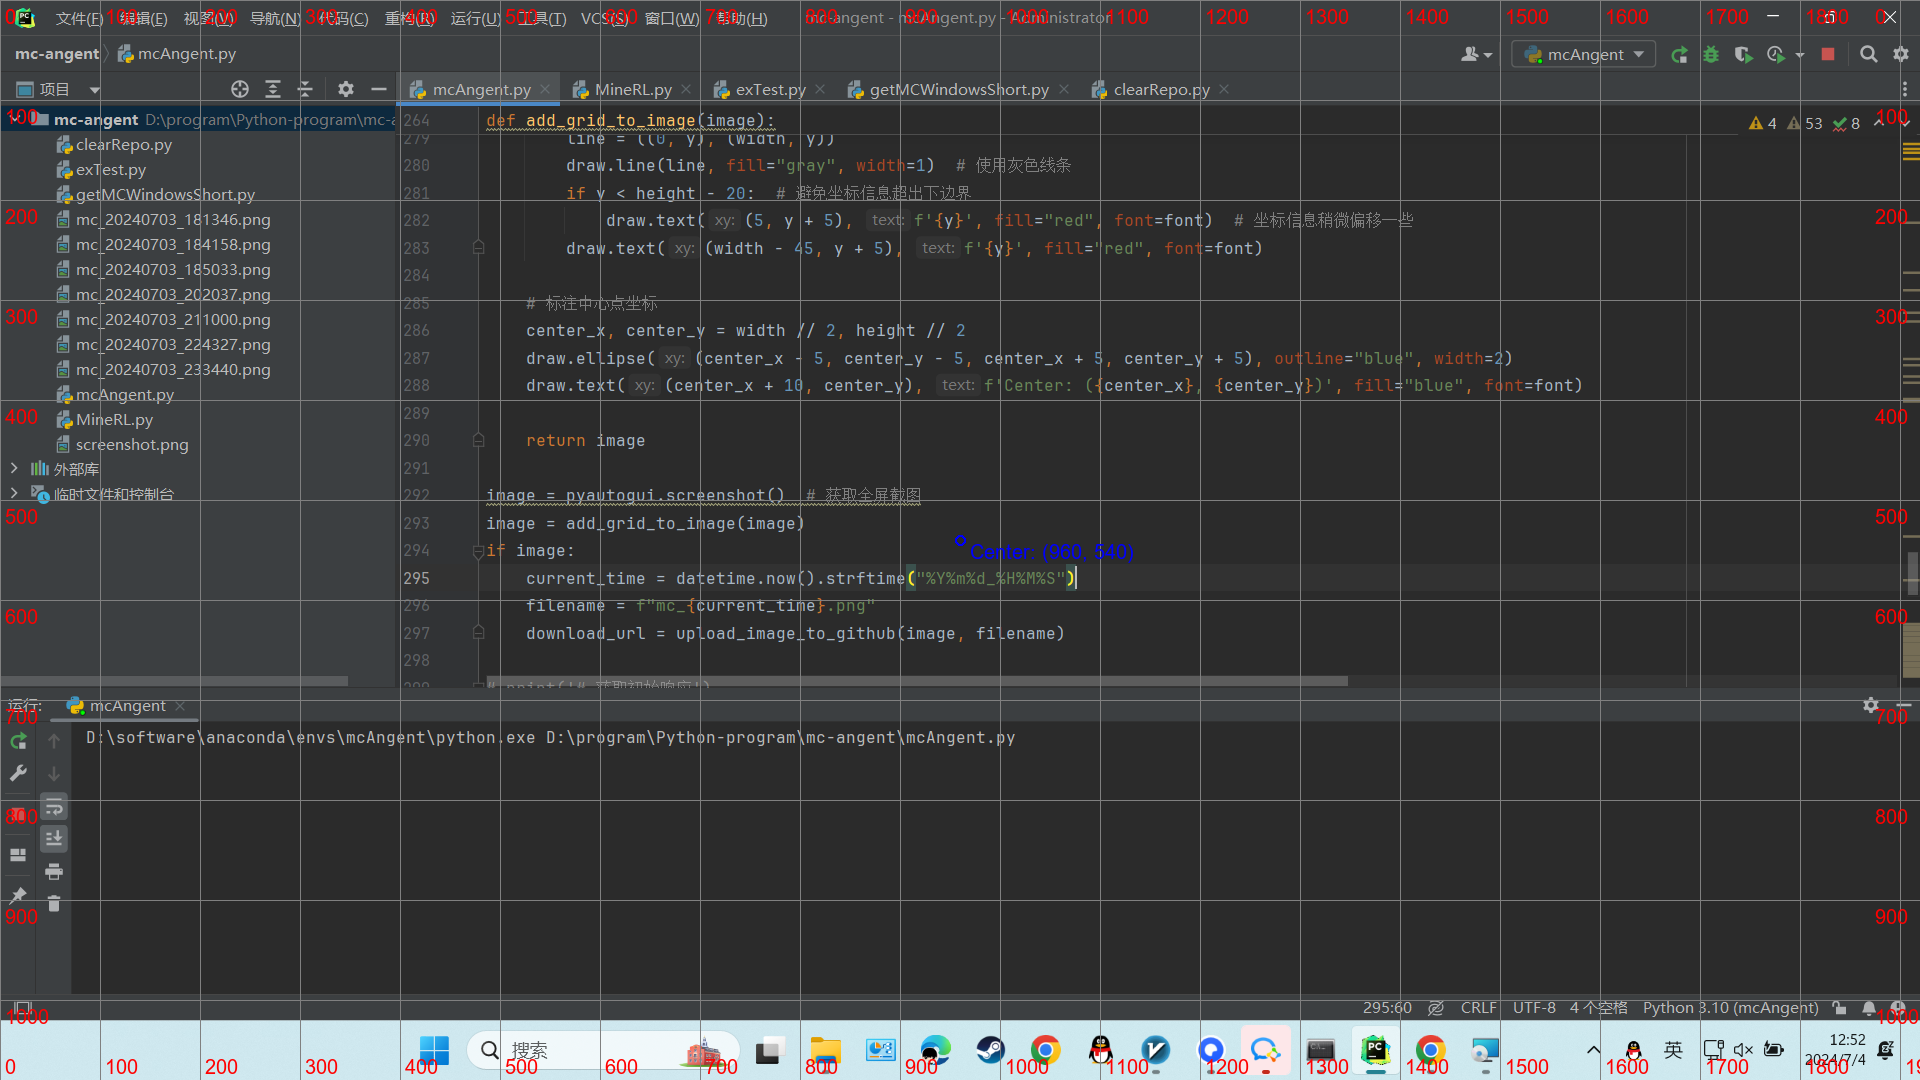 文件(F) 编辑(E) 视图(V) 导航(N) 代码(C) 重构(R) 运行(U) 工具(T) VCS(S) 窗口(W) 帮助(H) mc-angent - mcAngent.py - Administrator
0 100 200 300 400 500 600 700 800 900 1000 1100 1200 1300 1400 1500 1600 1700 1800 0
mc-angent mcAngent.py
mcAngent
项目
mcAngent.py MineRL.py exTest.py getMCWindowsShort.py clearRepo.py
100 mc-angent D:\program\Python-program\mc-a
clearRepo.py
exTest.py
getMCWindowsShort.py
200 mc_20240703_181346.png
mc_20240703_184158.png
mc_20240703_185033.png
mc_20240703_202037.png
300 mc_20240703_211000.png
mc_20240703_224327.png
mc_20240703_233440.png
mcAngent.py
400 MineRL.py
screenshot.png
外部库
临时文件和控制台
500
600
264 def add_grid_to_image(image):
4 53 8 100
279 line = ((0, y), (width, y))
280 draw.line(line, fill="gray", width=1)  # 使用灰色线条
281 if y < height - 20:  # 避免坐标信息超出下边界
282 draw.text( xy: (5, y + 5), text: f'{y}', fill="red", font=font)  # 坐标信息稍微偏移一些 200
283 draw.text( xy: (width - 45, y + 5), text: f'{y}', fill="red", font=font)
284
285 # 标注中心点坐标 300
286 center_x, center_y = width // 2, height // 2
287 draw.ellipse( xy: (center_x - 5, center_y - 5, center_x + 5, center_y + 5), outline="blue", width=2)
288 draw.text( xy: (center_x + 10, center_y), text: f'Center: ({center_x}, {center_y})', fill="blue", font=font)
289 400
290 return image
291
292 image = pyautogui.screenshot()  # 获取全屏截图
293 image = add_grid_to_image(image) 500
294 if image:
Center: (960, 540)
295 current_time = datetime.now().strftime("%Y%m%d_%H%M%S")
296 filename = f"mc_{current_time}.png" 600
297 download_url = upload_image_to_github(image, filename)
298
299 # print('# 获取初始响应')
运行: mcAngent
700 700
D:\software\anaconda\envs\mcAngent\python.exe D:\program\Python-program\mc-angent\mcAngent.py
800 800
900 900
295:60 CRLF UTF-8 4 个空格 Python 3.10 (mcAngent)
1000 1000
搜索
英
12:52
2024/7/4
0 100 200 300 400 500 600 700 800 900 1000 1100 1200 1300 1400 1500 1600 1700 1800 19